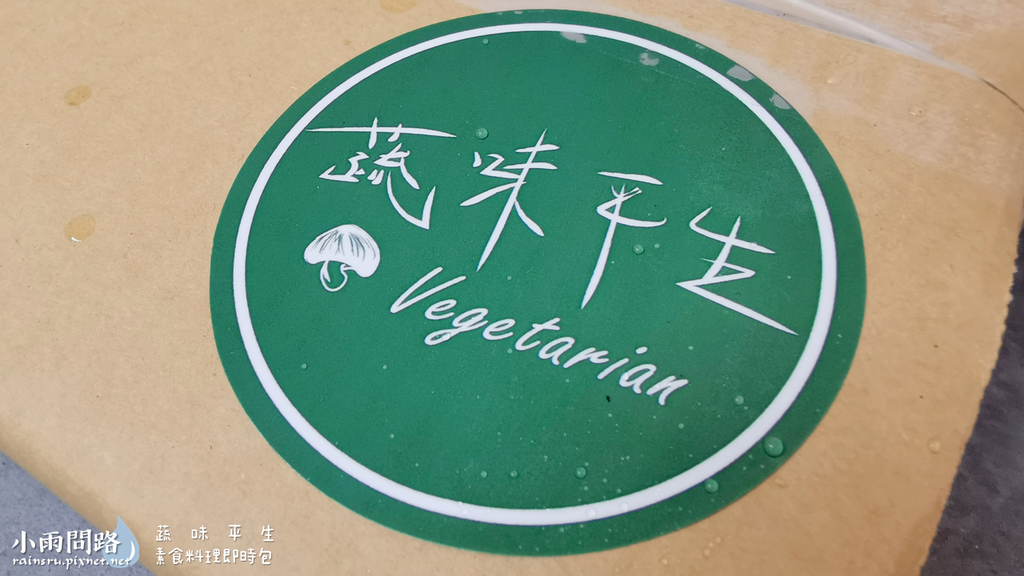 蔬味平生
Vegetarian
小雨問路
rainsru.pixnet.net
蔬味平生
素食料理即時包